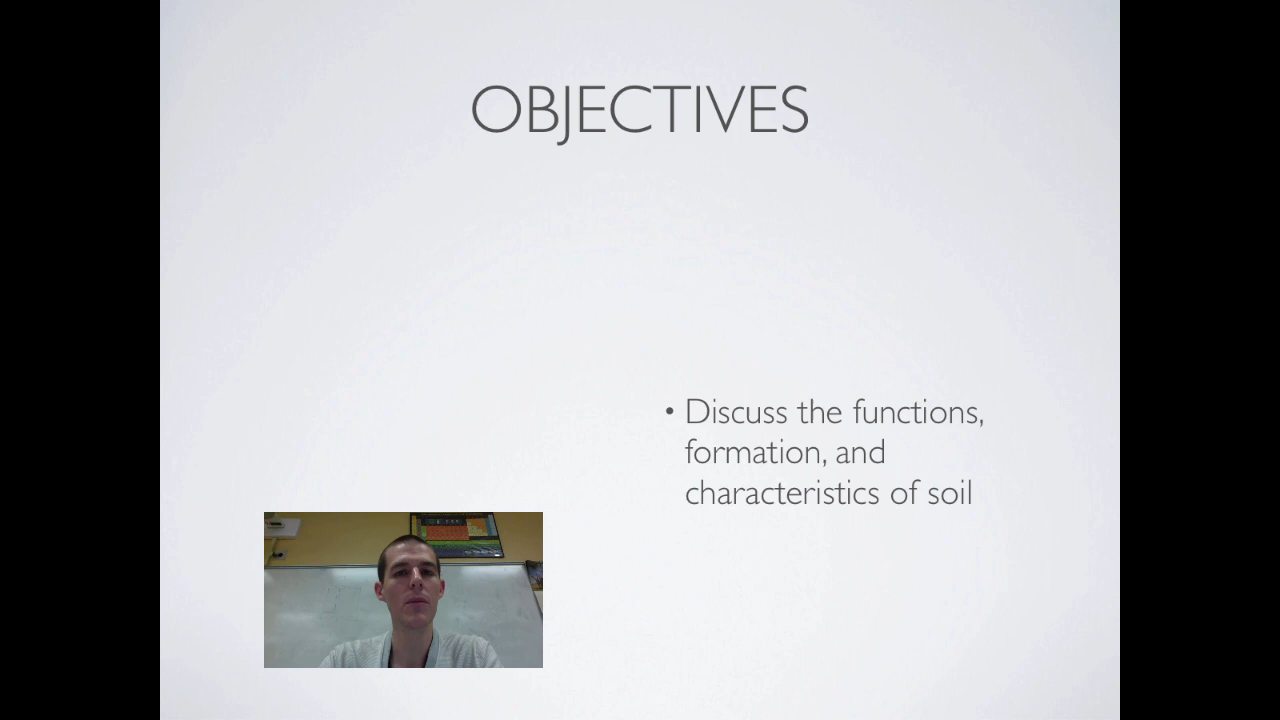 OBJECTIVES
• Discuss the functions,
formation, and
characteristics of soil